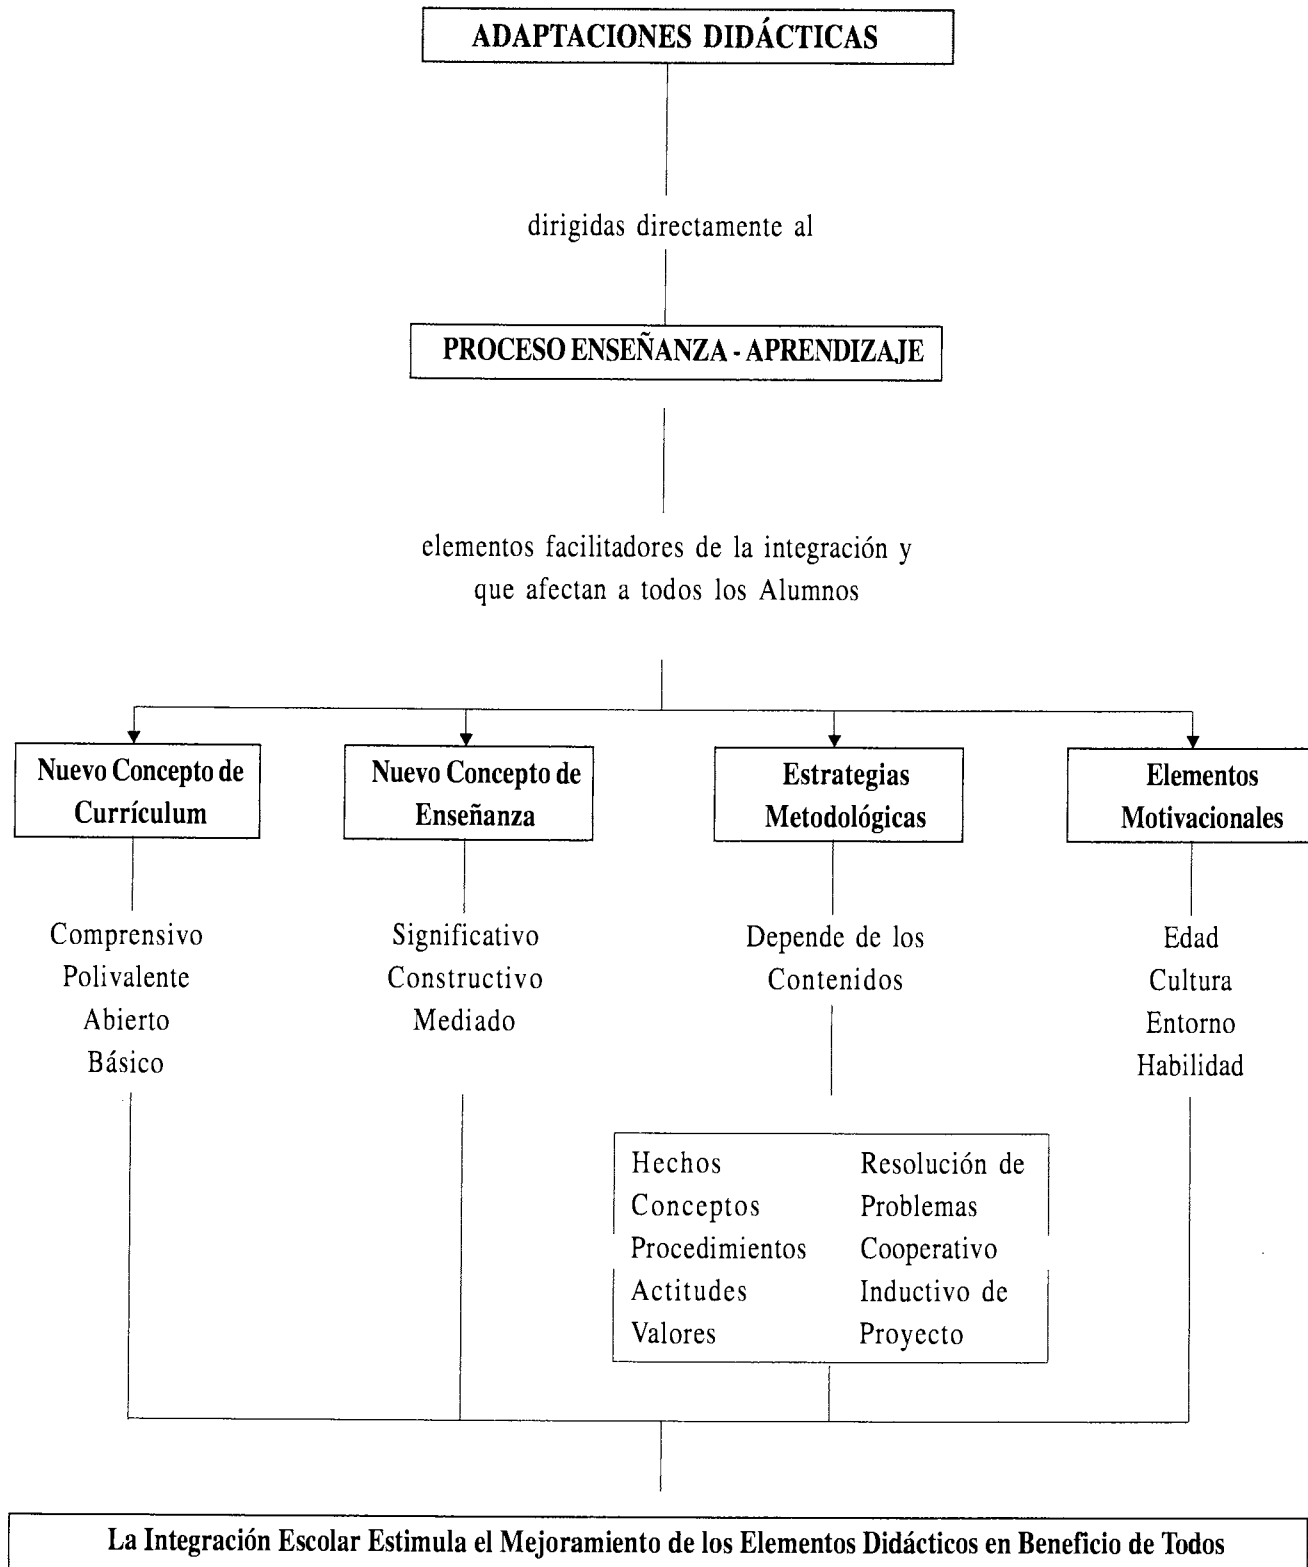 ADAPTACIONES DIDÁCTICAS
dirigidas directamente al
PROCESO ENSEÑANZA - APRENDIZAJE
elementos facilitadores de la integración y
que afectan a todos los Alumnos
Nuevo Concepto de
Currículum
Nuevo Concepto de
Enseñanza
Estrategias
Metodológicas
Elementos
Motivacionales
Comprensivo
Polivalente
Abierto
Básico
Significativo
Constructivo
Mediado
Depende de los
Contenidos
Edad
Cultura
Entorno
Habilidad
Hechos
Conceptos
Procedimientos
Actitudes
Valores
Resolución de
Problemas
Cooperativo
Inductivo de
Proyecto
La Integración Escolar Estimula el Mejoramiento de los Elementos Didácticos en Beneficio de Todos